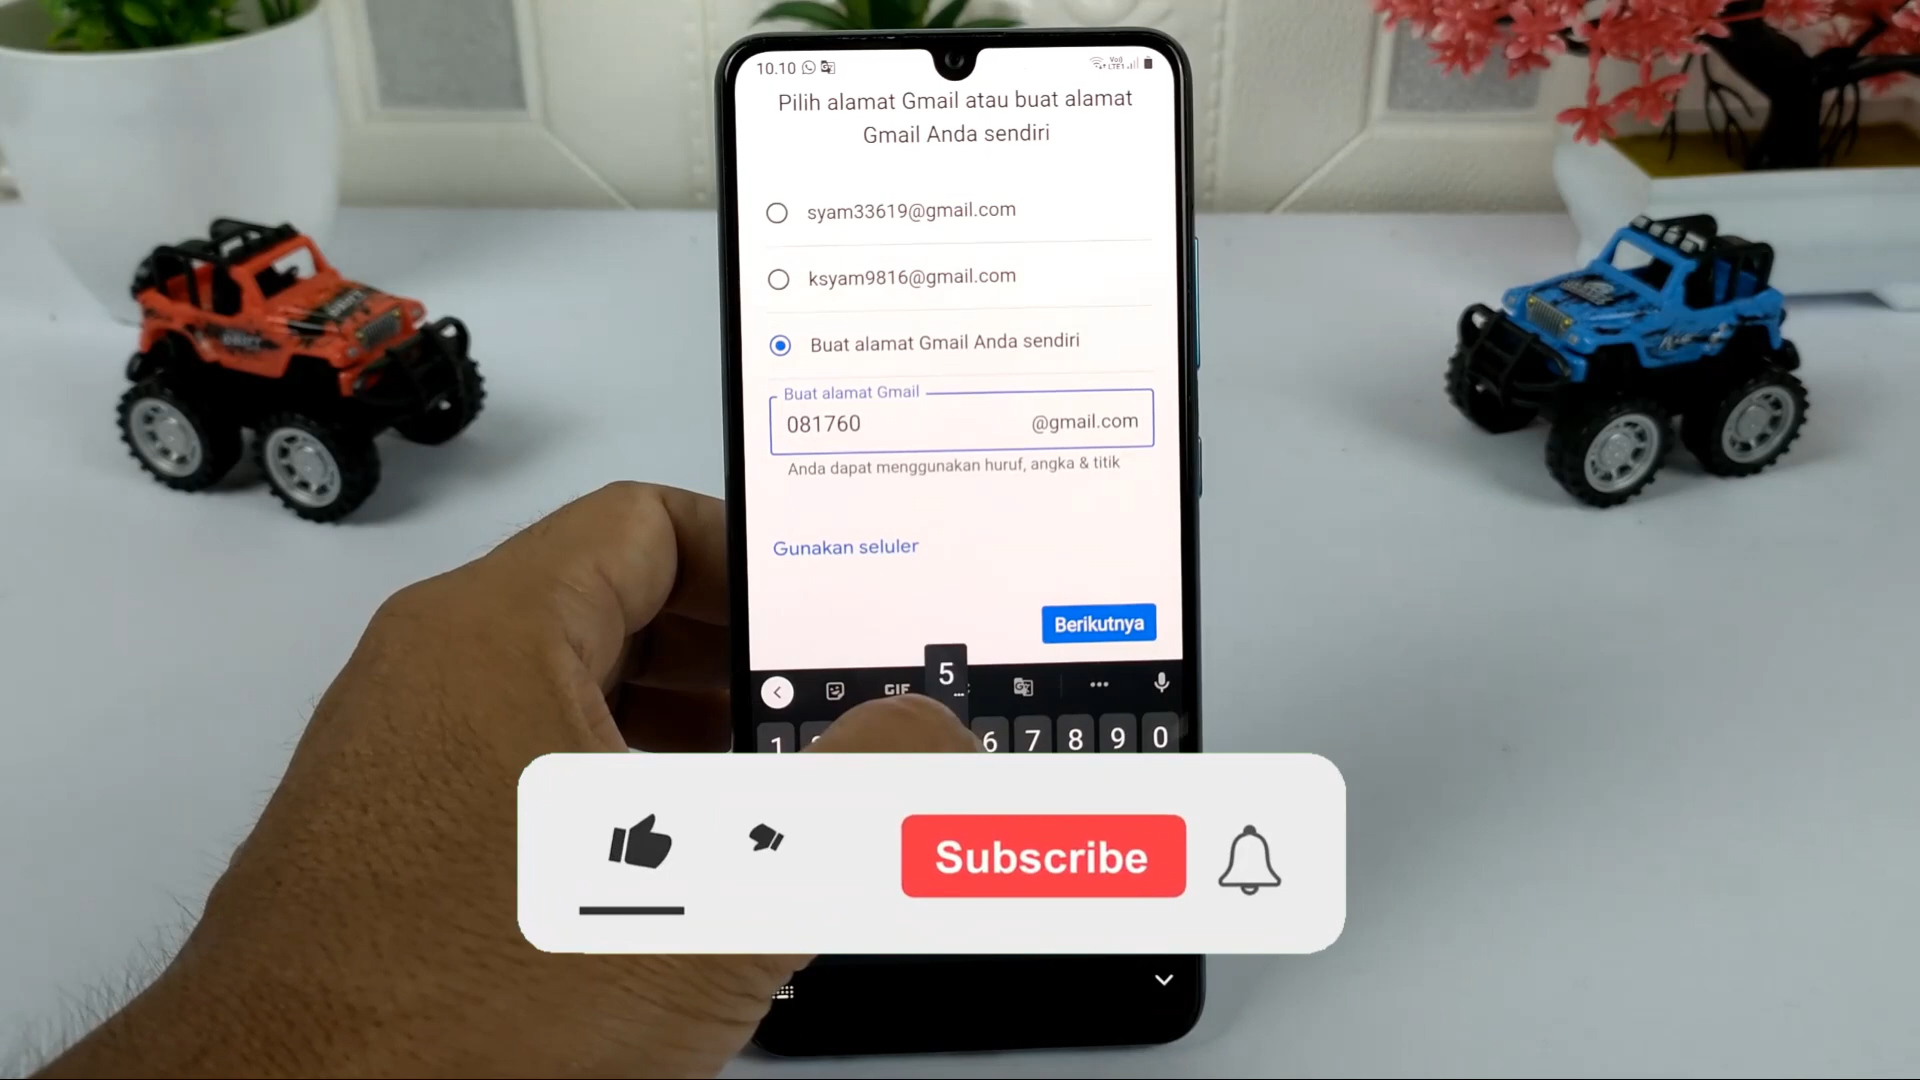 10.10
Vo)
LTE1
Pilih alamat Gmail atau buat alamat
Gmail Anda sendiri
syam33619@gmail.com
ksyam9816@gmail.com
Buat alamat Gmail Anda sendiri
Buat alamat Gmail
081760 @gmail.com
Anda dapat menggunakan huruf, angka & titik
Gunakan seluler
Berikutnya
5
GIF
1 6 7 8 9 0
Subscribe